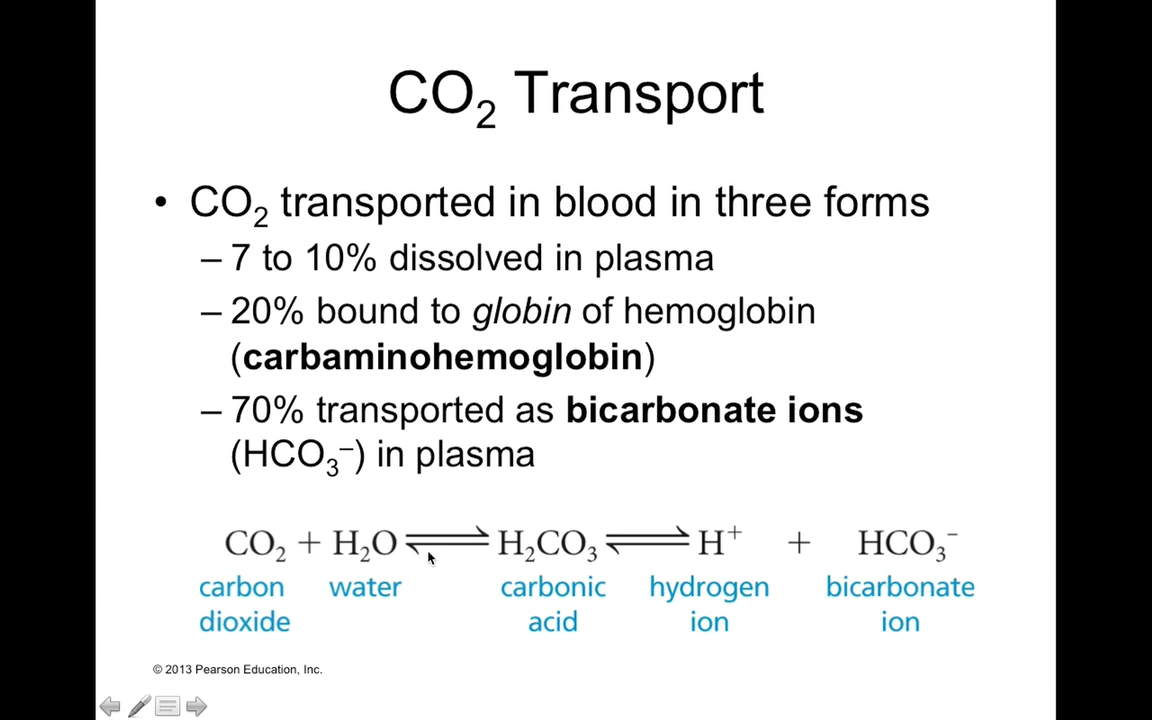 CO₂ Transport
• CO₂ transported in blood in three forms
– 7 to 10% dissolved in plasma
– 20% bound to globin of hemoglobin
(carbaminohemoglobin)
– 70% transported as bicarbonate ions
(HCO₃⁻) in plasma
CO₂ + H₂O ⇌ H₂CO₃ ⇌ H⁺ + HCO₃⁻
carbon water carbonic hydrogen bicarbonate
dioxide acid ion ion
© 2013 Pearson Education, Inc.